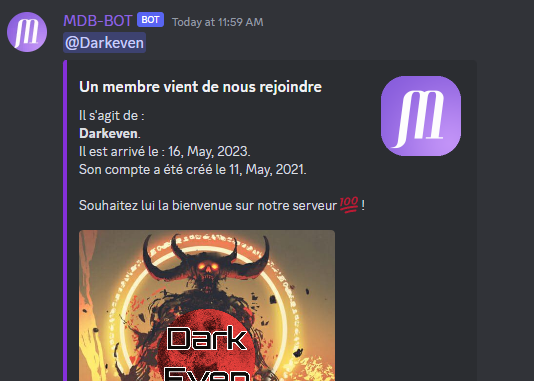 MDB-BOT BOT Today at 11:59 AM
@Darkeven
Un membre vient de nous rejoindre
Il s'agit de :
Darkeven.
Il est arrivé le : 16, May, 2023.
Son compte a été créé le 11, May, 2021.
Souhaitez lui la bienvenue sur notre serveur 💯 !
Dark
Even